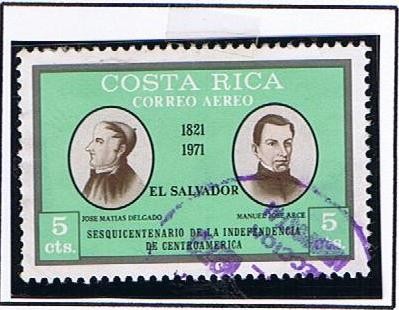 COSTA RICA
CORREO AEREO
1821
1971
EL SALVADOR
JOSE MATIAS DELGADO
MANUEL JOSE ARCE
5 cts.
5 cts.
SESQUICENTENARIO DE LA INDEPENDENCIA
DE CENTROAMERICA